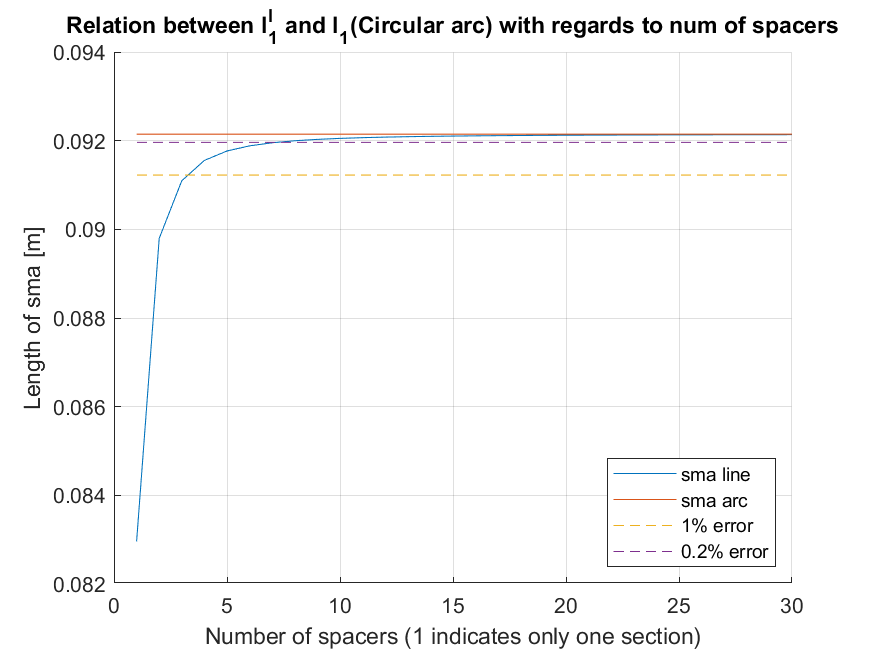 Relation between l₁ˡ and l₁(Circular arc) with regards to num of spacers
0.094
0.092
0.09
0.088
0.086
0.084
0.082
Length of sma [m]
sma line
sma arc
1% error
0.2% error
0 5 10 15 20 25 30
Number of spacers (1 indicates only one section)